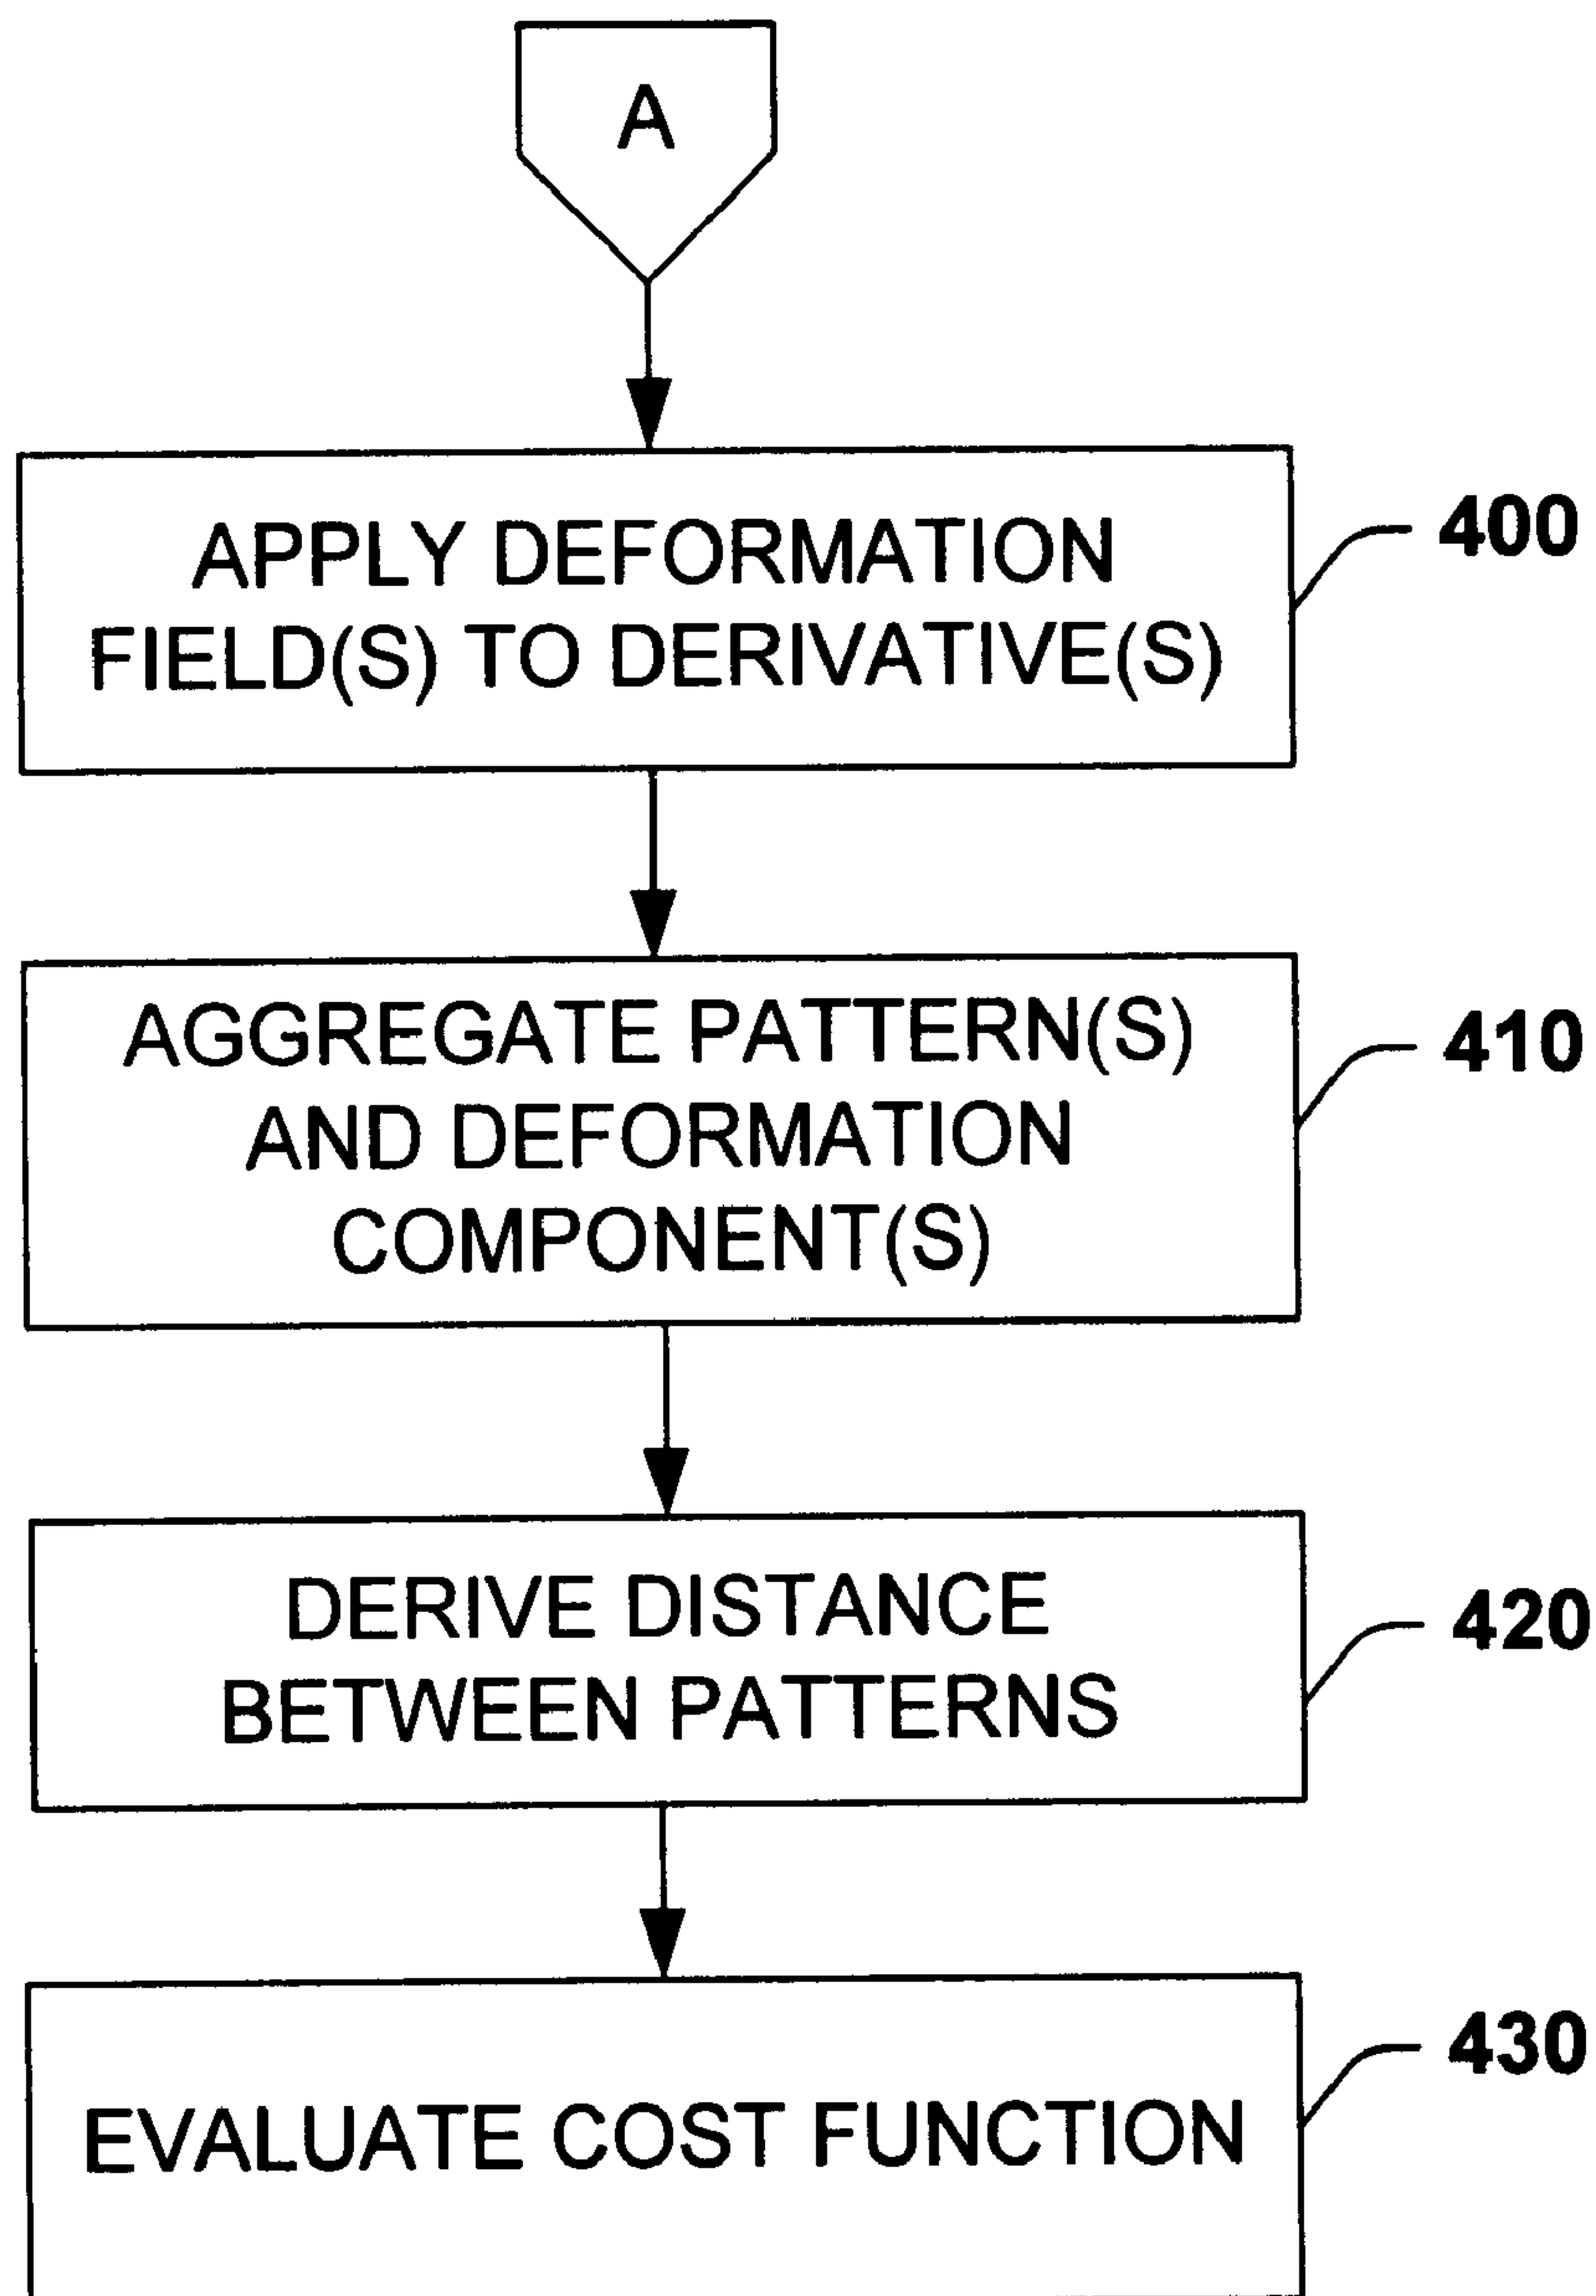 A
APPLY DEFORMATION
FIELD(S) TO DERIVATIVE(S)
400
AGGREGATE PATTERN(S)
AND DEFORMATION
COMPONENT(S)
410
DERIVE DISTANCE
BETWEEN PATTERNS
420
EVALUATE COST FUNCTION
430